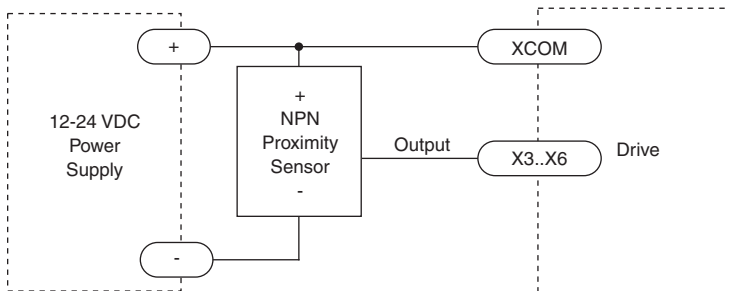 +
XCOM
12-24 VDC
Power
Supply
+
NPN
Proximity
Sensor
-
Output
X3..X6
Drive
-